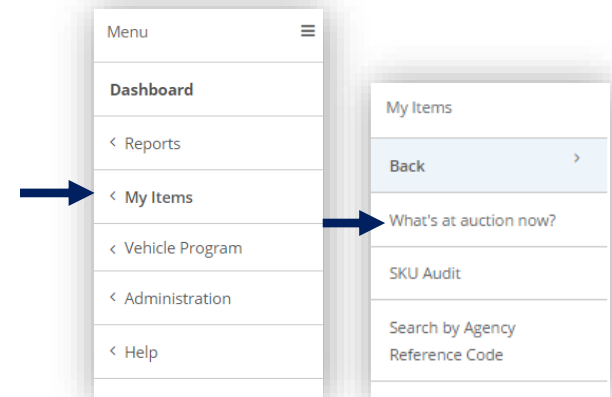 Menu
Dashboard
Reports
My Items
Vehicle Program
Administration
Help
My Items
Back
What's at auction now?
SKU Audit
Search by Agency
Reference Code